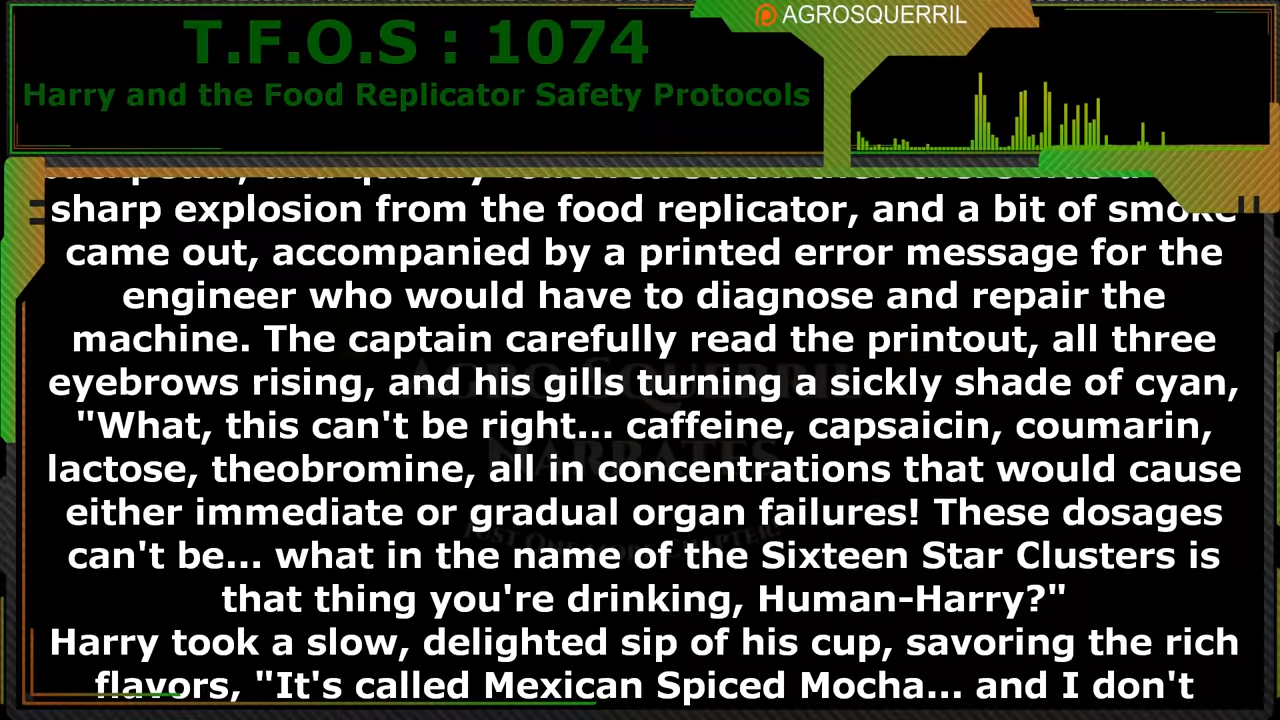 AGROSQUERRIL
T.F.O.S : 1074
Harry and the Food Replicator Safety Protocols
sharp explosion from the food replicator, and a bit of smoke
came out, accompanied by a printed error message for the
engineer who would have to diagnose and repair the
machine. The captain carefully read the printout, all three
eyebrows rising, and his gills turning a sickly shade of cyan,
"What, this can't be right... caffeine, capsaicin, coumarin,
lactose, theobromine, all in concentrations that would cause
either immediate or gradual organ failures! These dosages
can't be... what in the name of the Sixteen Star Clusters is
that thing you're drinking, Human-Harry?"
Harry took a slow, delighted sip of his cup, savoring the rich
flavors, "It's called Mexican Spiced Mocha... and I don't